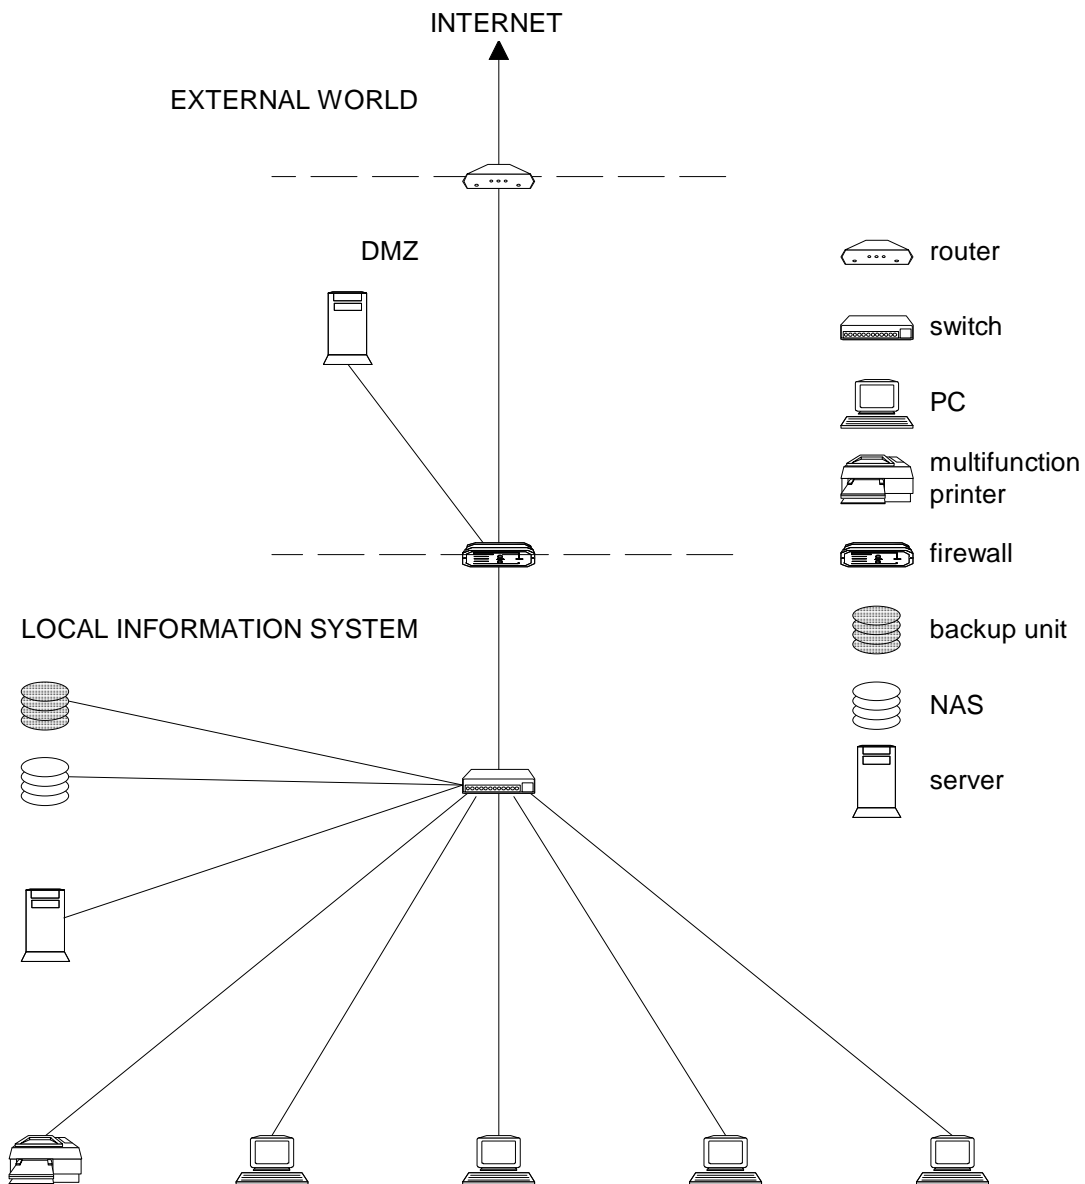 INTERNET
EXTERNAL WORLD
DMZ
router
switch
PC
multifunction
printer
firewall
LOCAL INFORMATION SYSTEM
backup unit
NAS
server